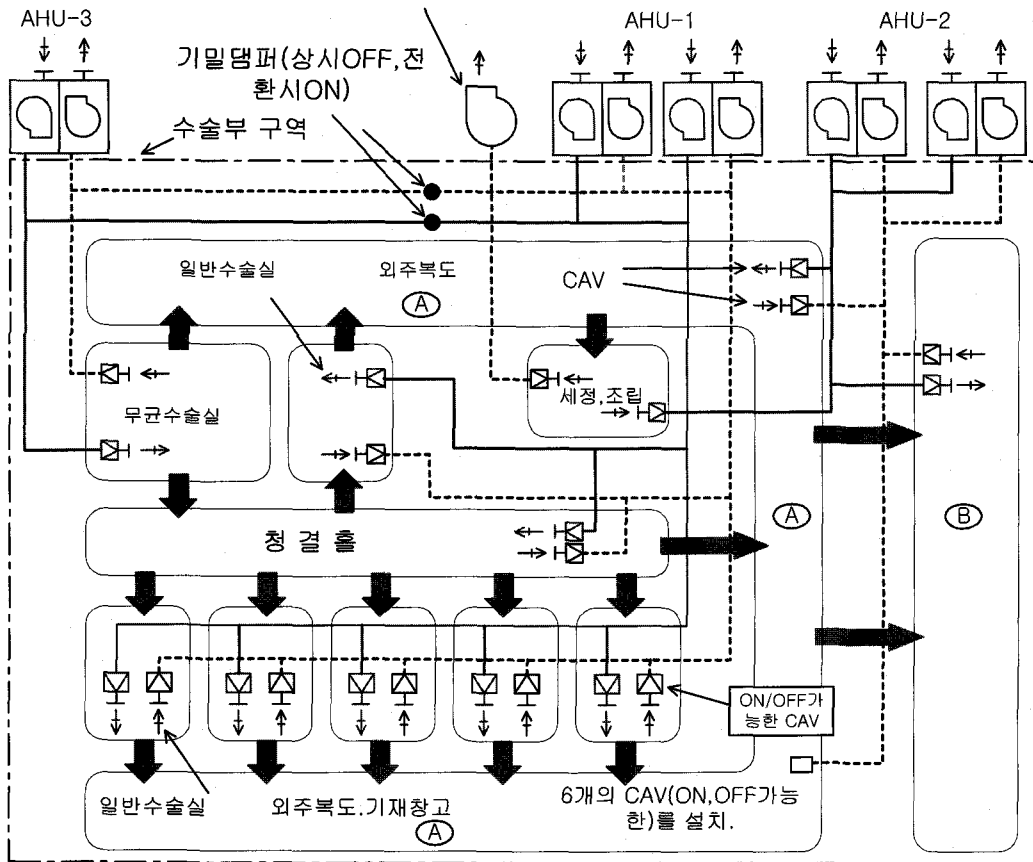 AHU-3
AHU-1
AHU-2
기밀댐퍼(상시OFF,전
환시ON)
수술부 구역
일반수술실
외주복도
A
CAV
무균수술실
세정,조립
청결홀
A
B
ON/OFF가
능한 CAV
일반수술실
외주복도.기재창고
A
6개의 CAV(ON,OFF가능
한)를 설치.